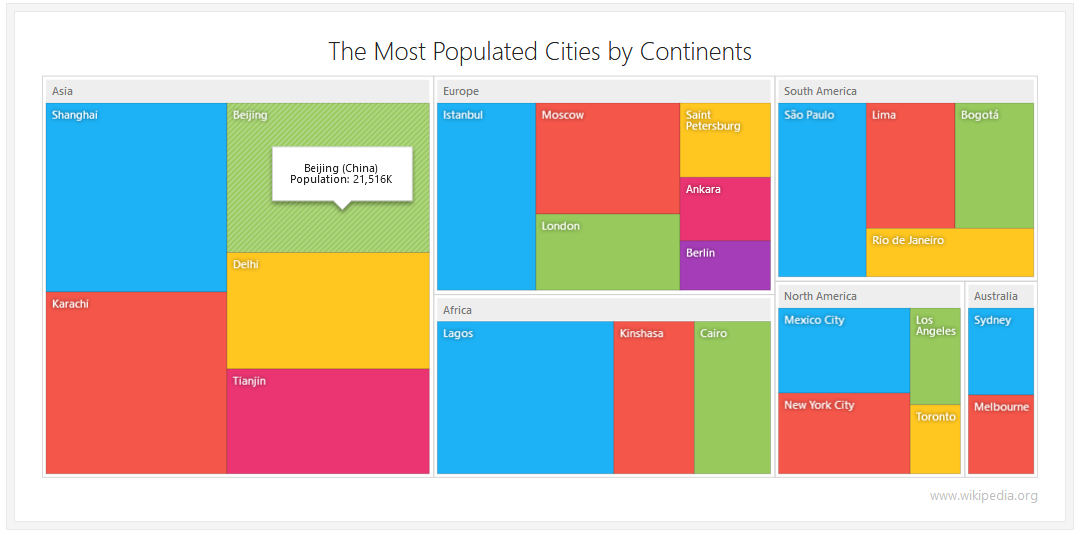 The Most Populated Cities by Continents
Asia
Shanghai
Beijing
Beijing (China)
Population: 21,516K
Karachi
Delhi
Tianjin
Europe
Istanbul
Moscow
Saint
Petersburg
London
Ankara
Berlin
Africa
Lagos
Kinshasa
Cairo
South America
São Paulo
Lima
Bogotá
Río de Janeiro
North America
Mexico City
Los
Angeles
New York City
Toronto
Australia
Sydney
Melbourne
www.wikipedia.org